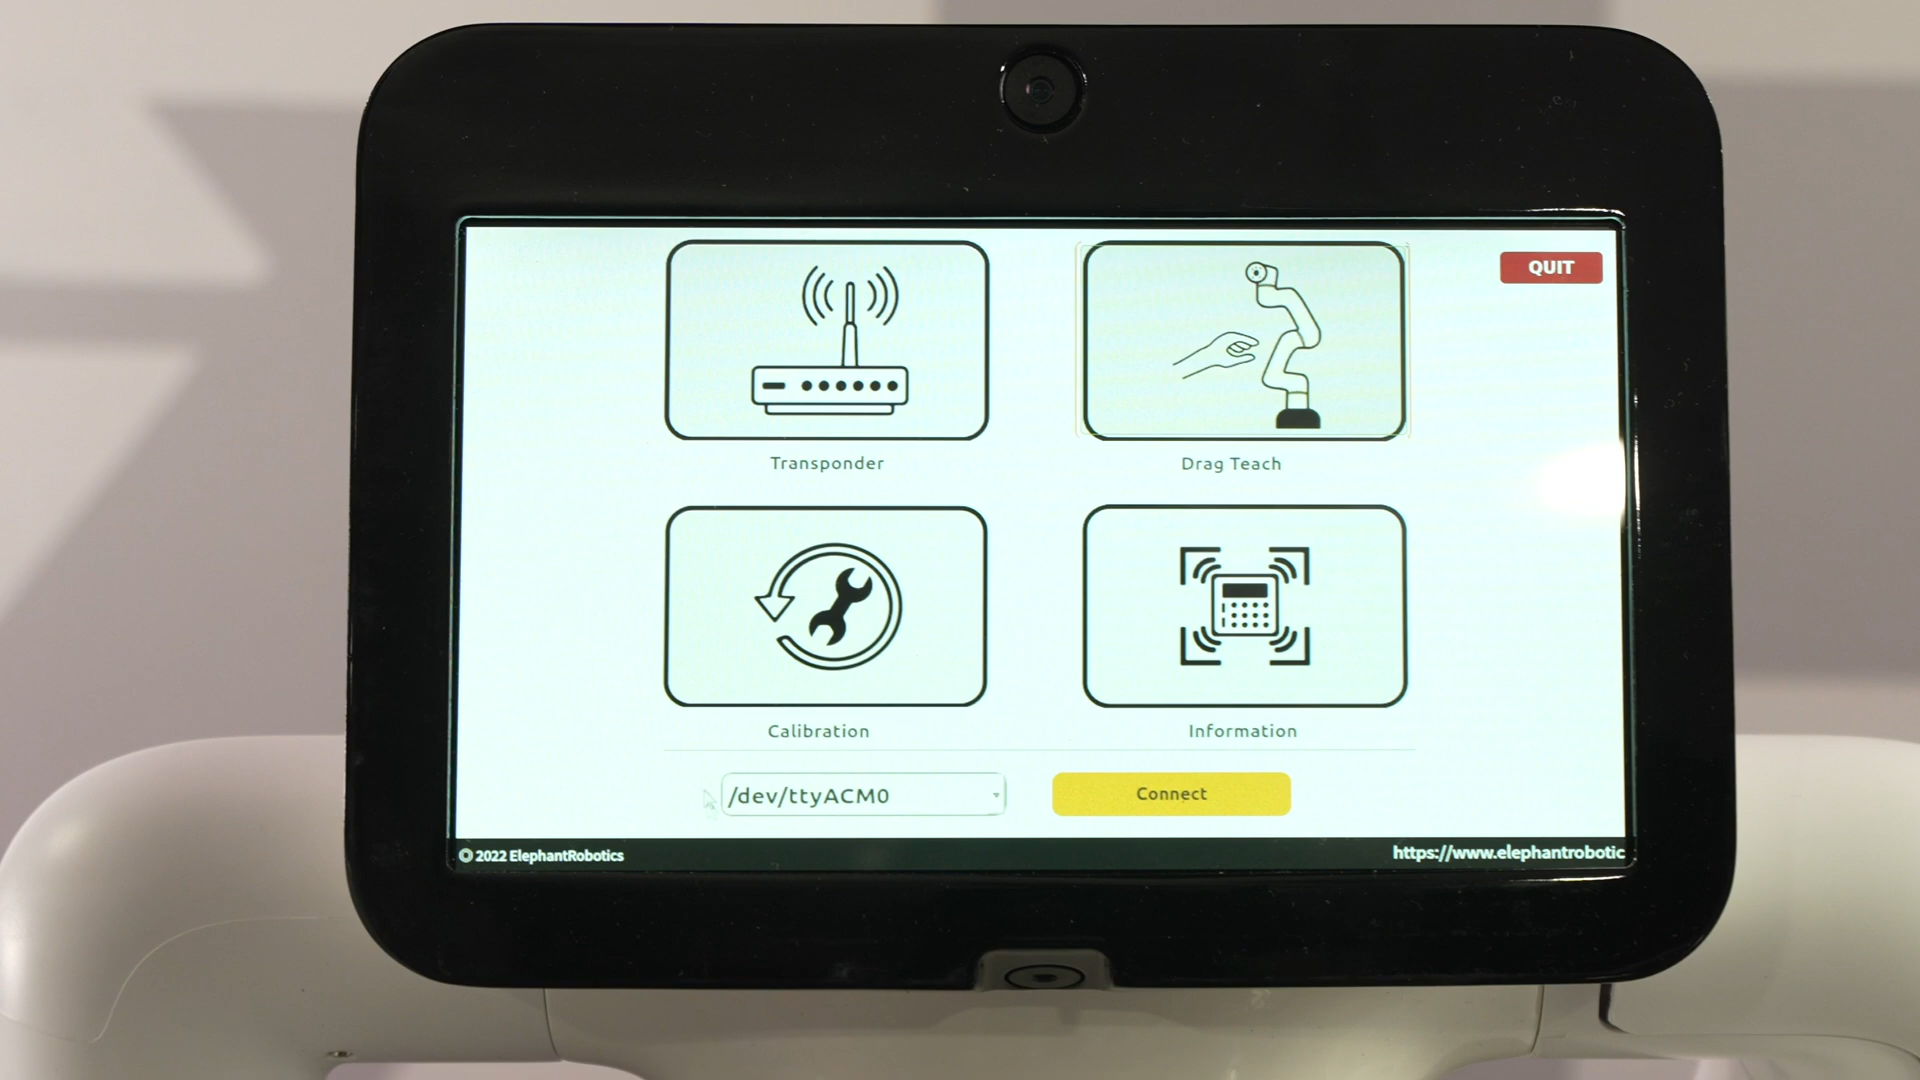 QUIT
Transponder
Drag Teach
Calibration
Information
/dev/ttyACM0
Connect
© 2022 ElephantRobotics
https://www.elephantrobotic